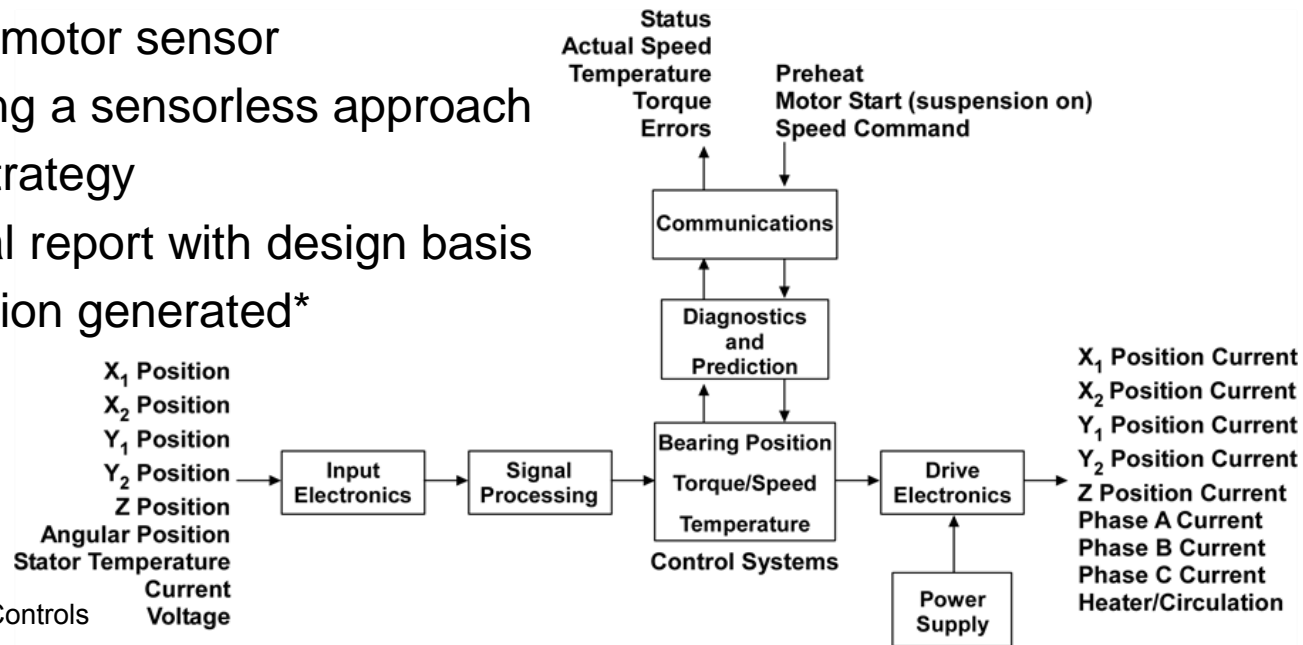 motor sensor
ng a sensorless approach
trategy
al report with design basis
ion generated*
Status
Actual Speed
Temperature
Torque
Errors
Preheat
Motor Start (suspension on)
Speed Command
Communications
Diagnostics
and
Prediction
X1 Position
X2 Position
Y1 Position
Y2 Position
Z Position
Angular Position
Stator Temperature
Current
Voltage
Input
Electronics
Signal
Processing
Bearing Position
Torque/Speed
Temperature
Control Systems
Drive
Electronics
Power
Supply
X1 Position Current
X2 Position Current
Y1 Position Current
Y2 Position Current
Z Position Current
Phase A Current
Phase B Current
Phase C Current
Heater/Circulation
Controls